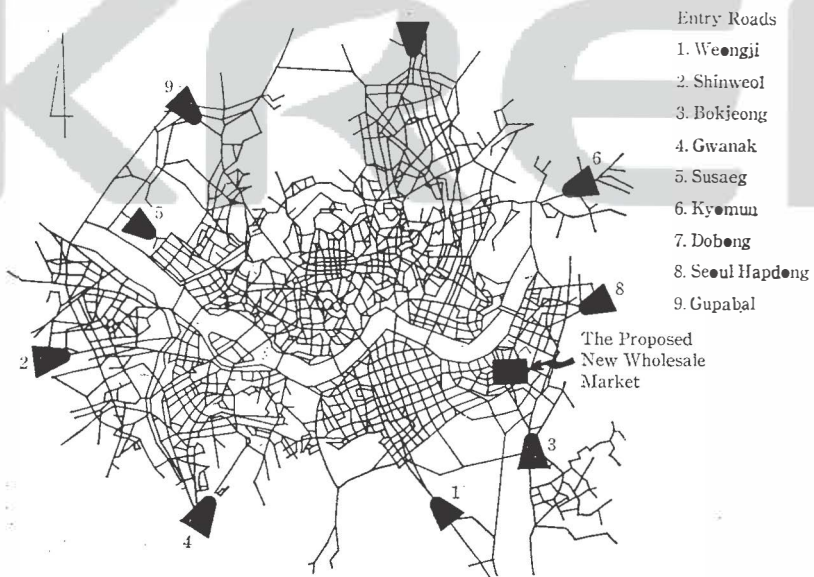 KREI
Entry Roads
1. Weongji
2. Shinweol
3. Bokjeong
4. Gwanak
5. Susaeg
6. Kyomun
7. Dobong
8. Seoul Hapdong
9. Gupabal
9
6
5
8
The Proposed
New Wholesale
Market
2
3
1
4